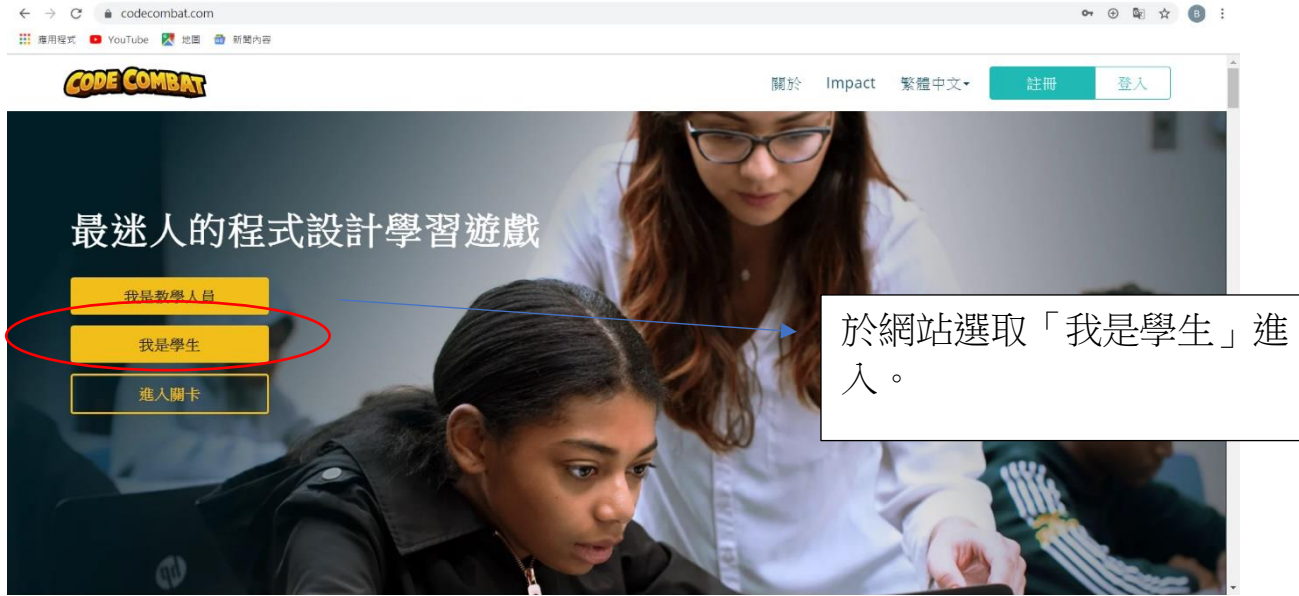 codecombat.com
B
應用程式 YouTube 地圖 新聞內容
CODE COMBAT
關於 Impact 繁體中文 註冊 登入
最迷人的程式設計學習遊戲
我是教學人員
我是學生
進入關卡
於網站選取「我是學生」進
入。